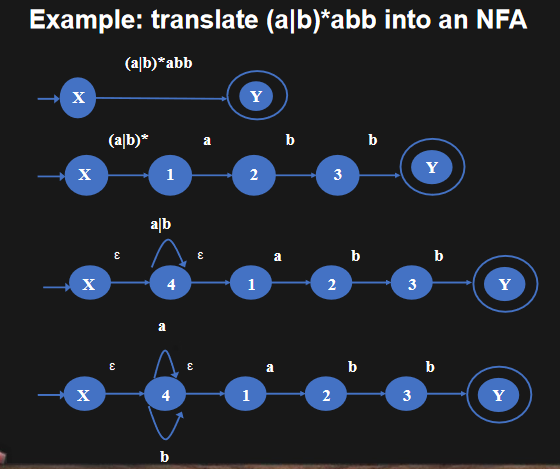 Example: translate (a|b)*abb into an NFA
(a|b)*abb
X Y
(a|b)* a b b
X 1 2 3 Y
a|b
ε ε a b b
X 4 1 2 3 Y
a
ε ε a b b
X 4 1 2 3 Y
b